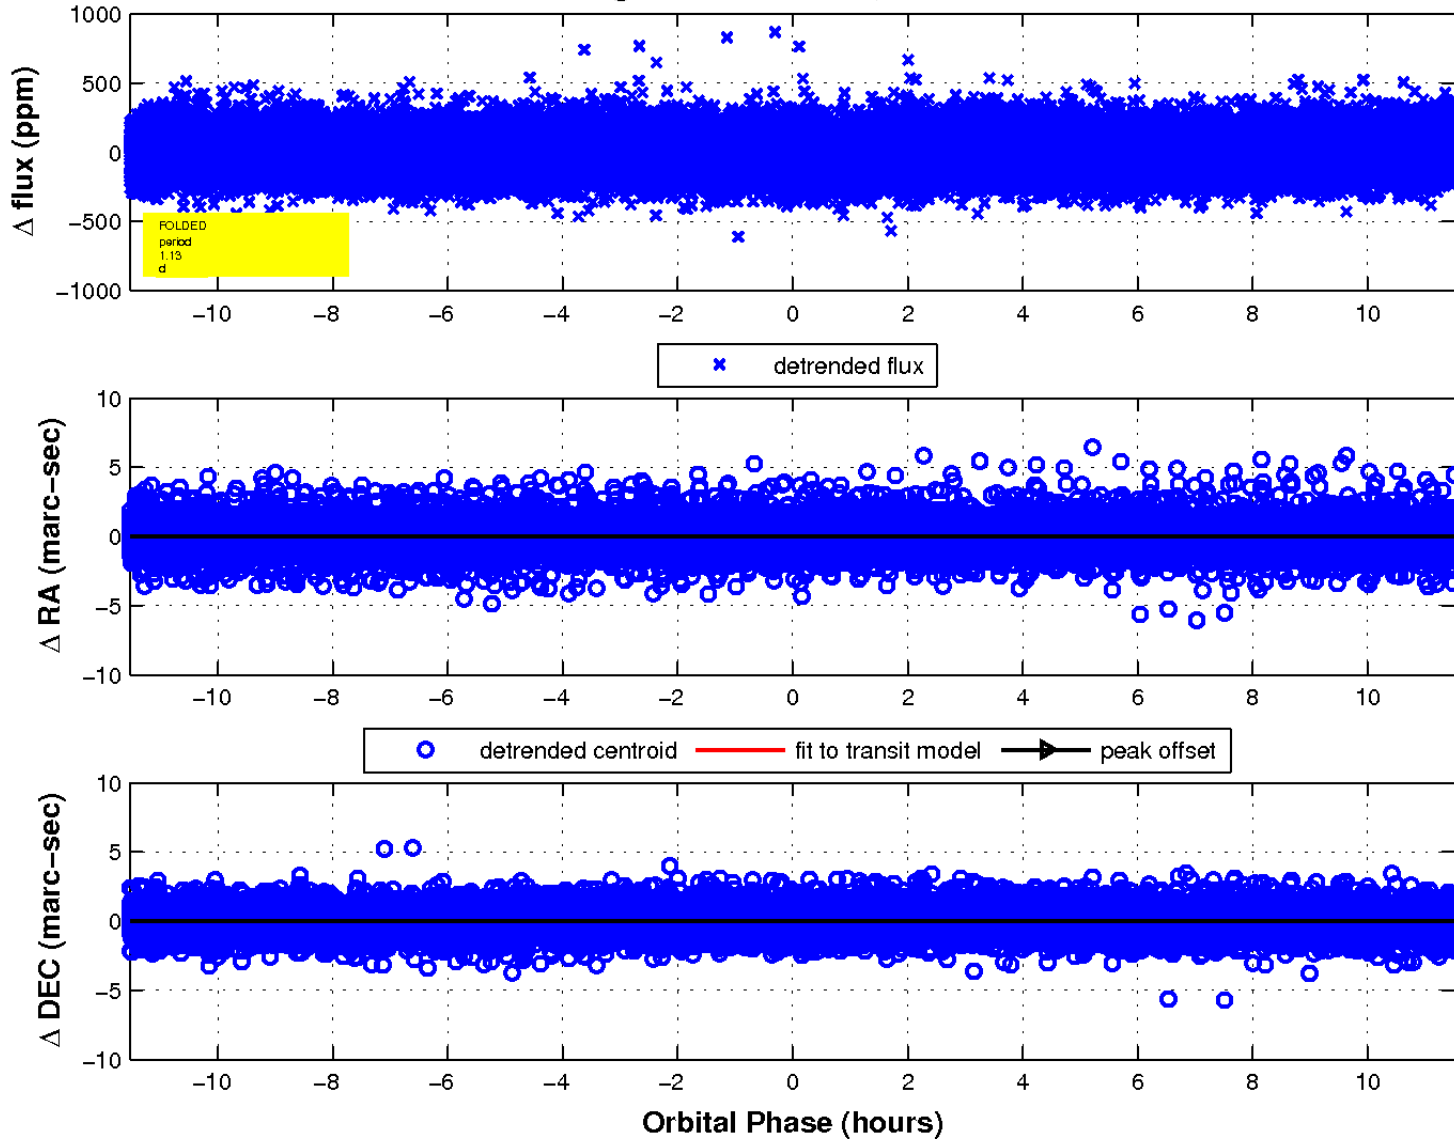 1000
500
0
−500
−1000
Δ flux (ppm)
FOLDED
period
1.13
d
−10 −8 −6 −4 −2 0 2 4 6 8 10
detrended flux
10
5
0
−5
−10
Δ RA (marc−sec)
−10 −8 −6 −4 −2 0 2 4 6 8 10
detrended centroid fit to transit model peak offset
10
5
0
−5
−10
Δ DEC (marc−sec)
−10 −8 −6 −4 −2 0 2 4 6 8 10
Orbital Phase (hours)